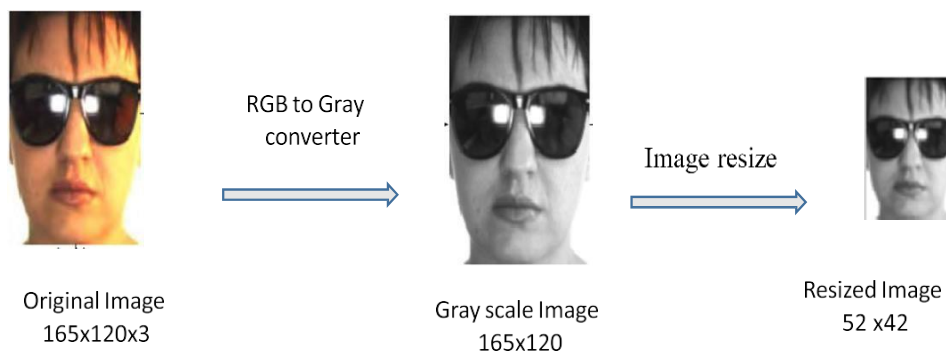 RGB to Gray
converter
Image resize
Original Image
165x120x3
Gray scale Image
165x120
Resized Image
52 x42